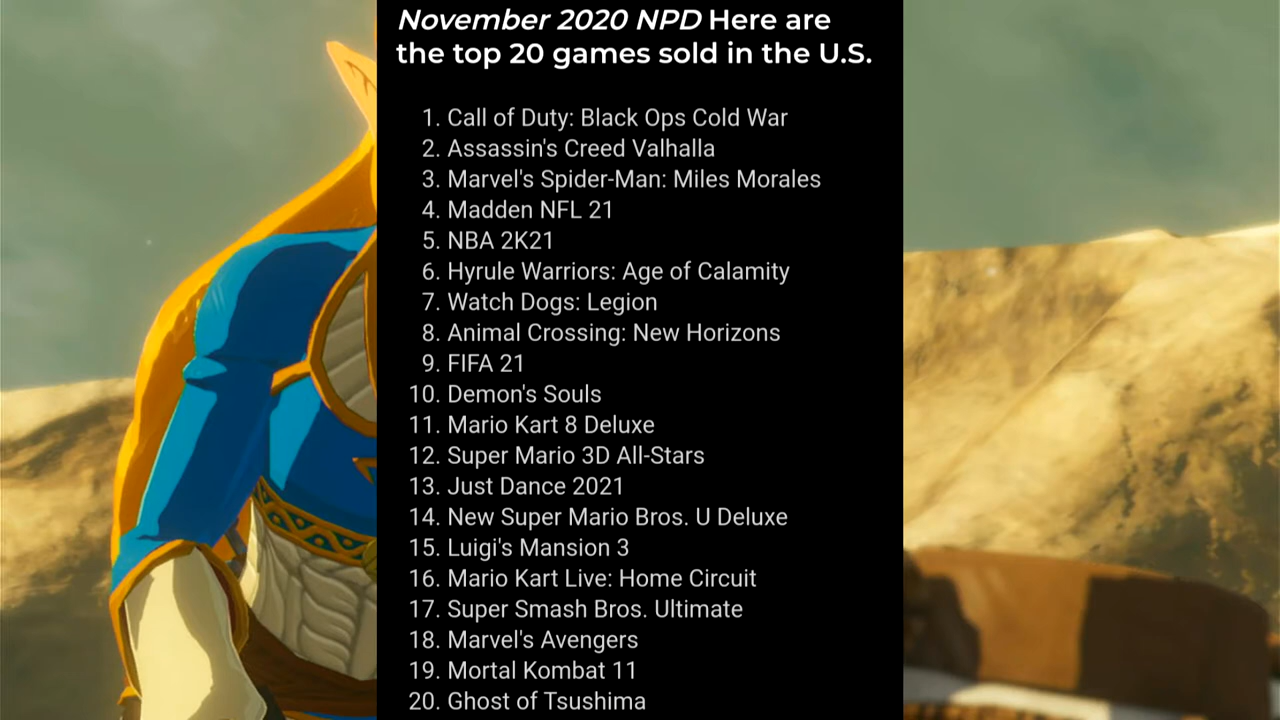 November 2020 NPD Here are
the top 20 games sold in the U.S.
1. Call of Duty: Black Ops Cold War
2. Assassin's Creed Valhalla
3. Marvel's Spider-Man: Miles Morales
4. Madden NFL 21
5. NBA 2K21
6. Hyrule Warriors: Age of Calamity
7. Watch Dogs: Legion
8. Animal Crossing: New Horizons
9. FIFA 21
10. Demon's Souls
11. Mario Kart 8 Deluxe
12. Super Mario 3D All-Stars
13. Just Dance 2021
14. New Super Mario Bros. U Deluxe
15. Luigi's Mansion 3
16. Mario Kart Live: Home Circuit
17. Super Smash Bros. Ultimate
18. Marvel's Avengers
19. Mortal Kombat 11
20. Ghost of Tsushima